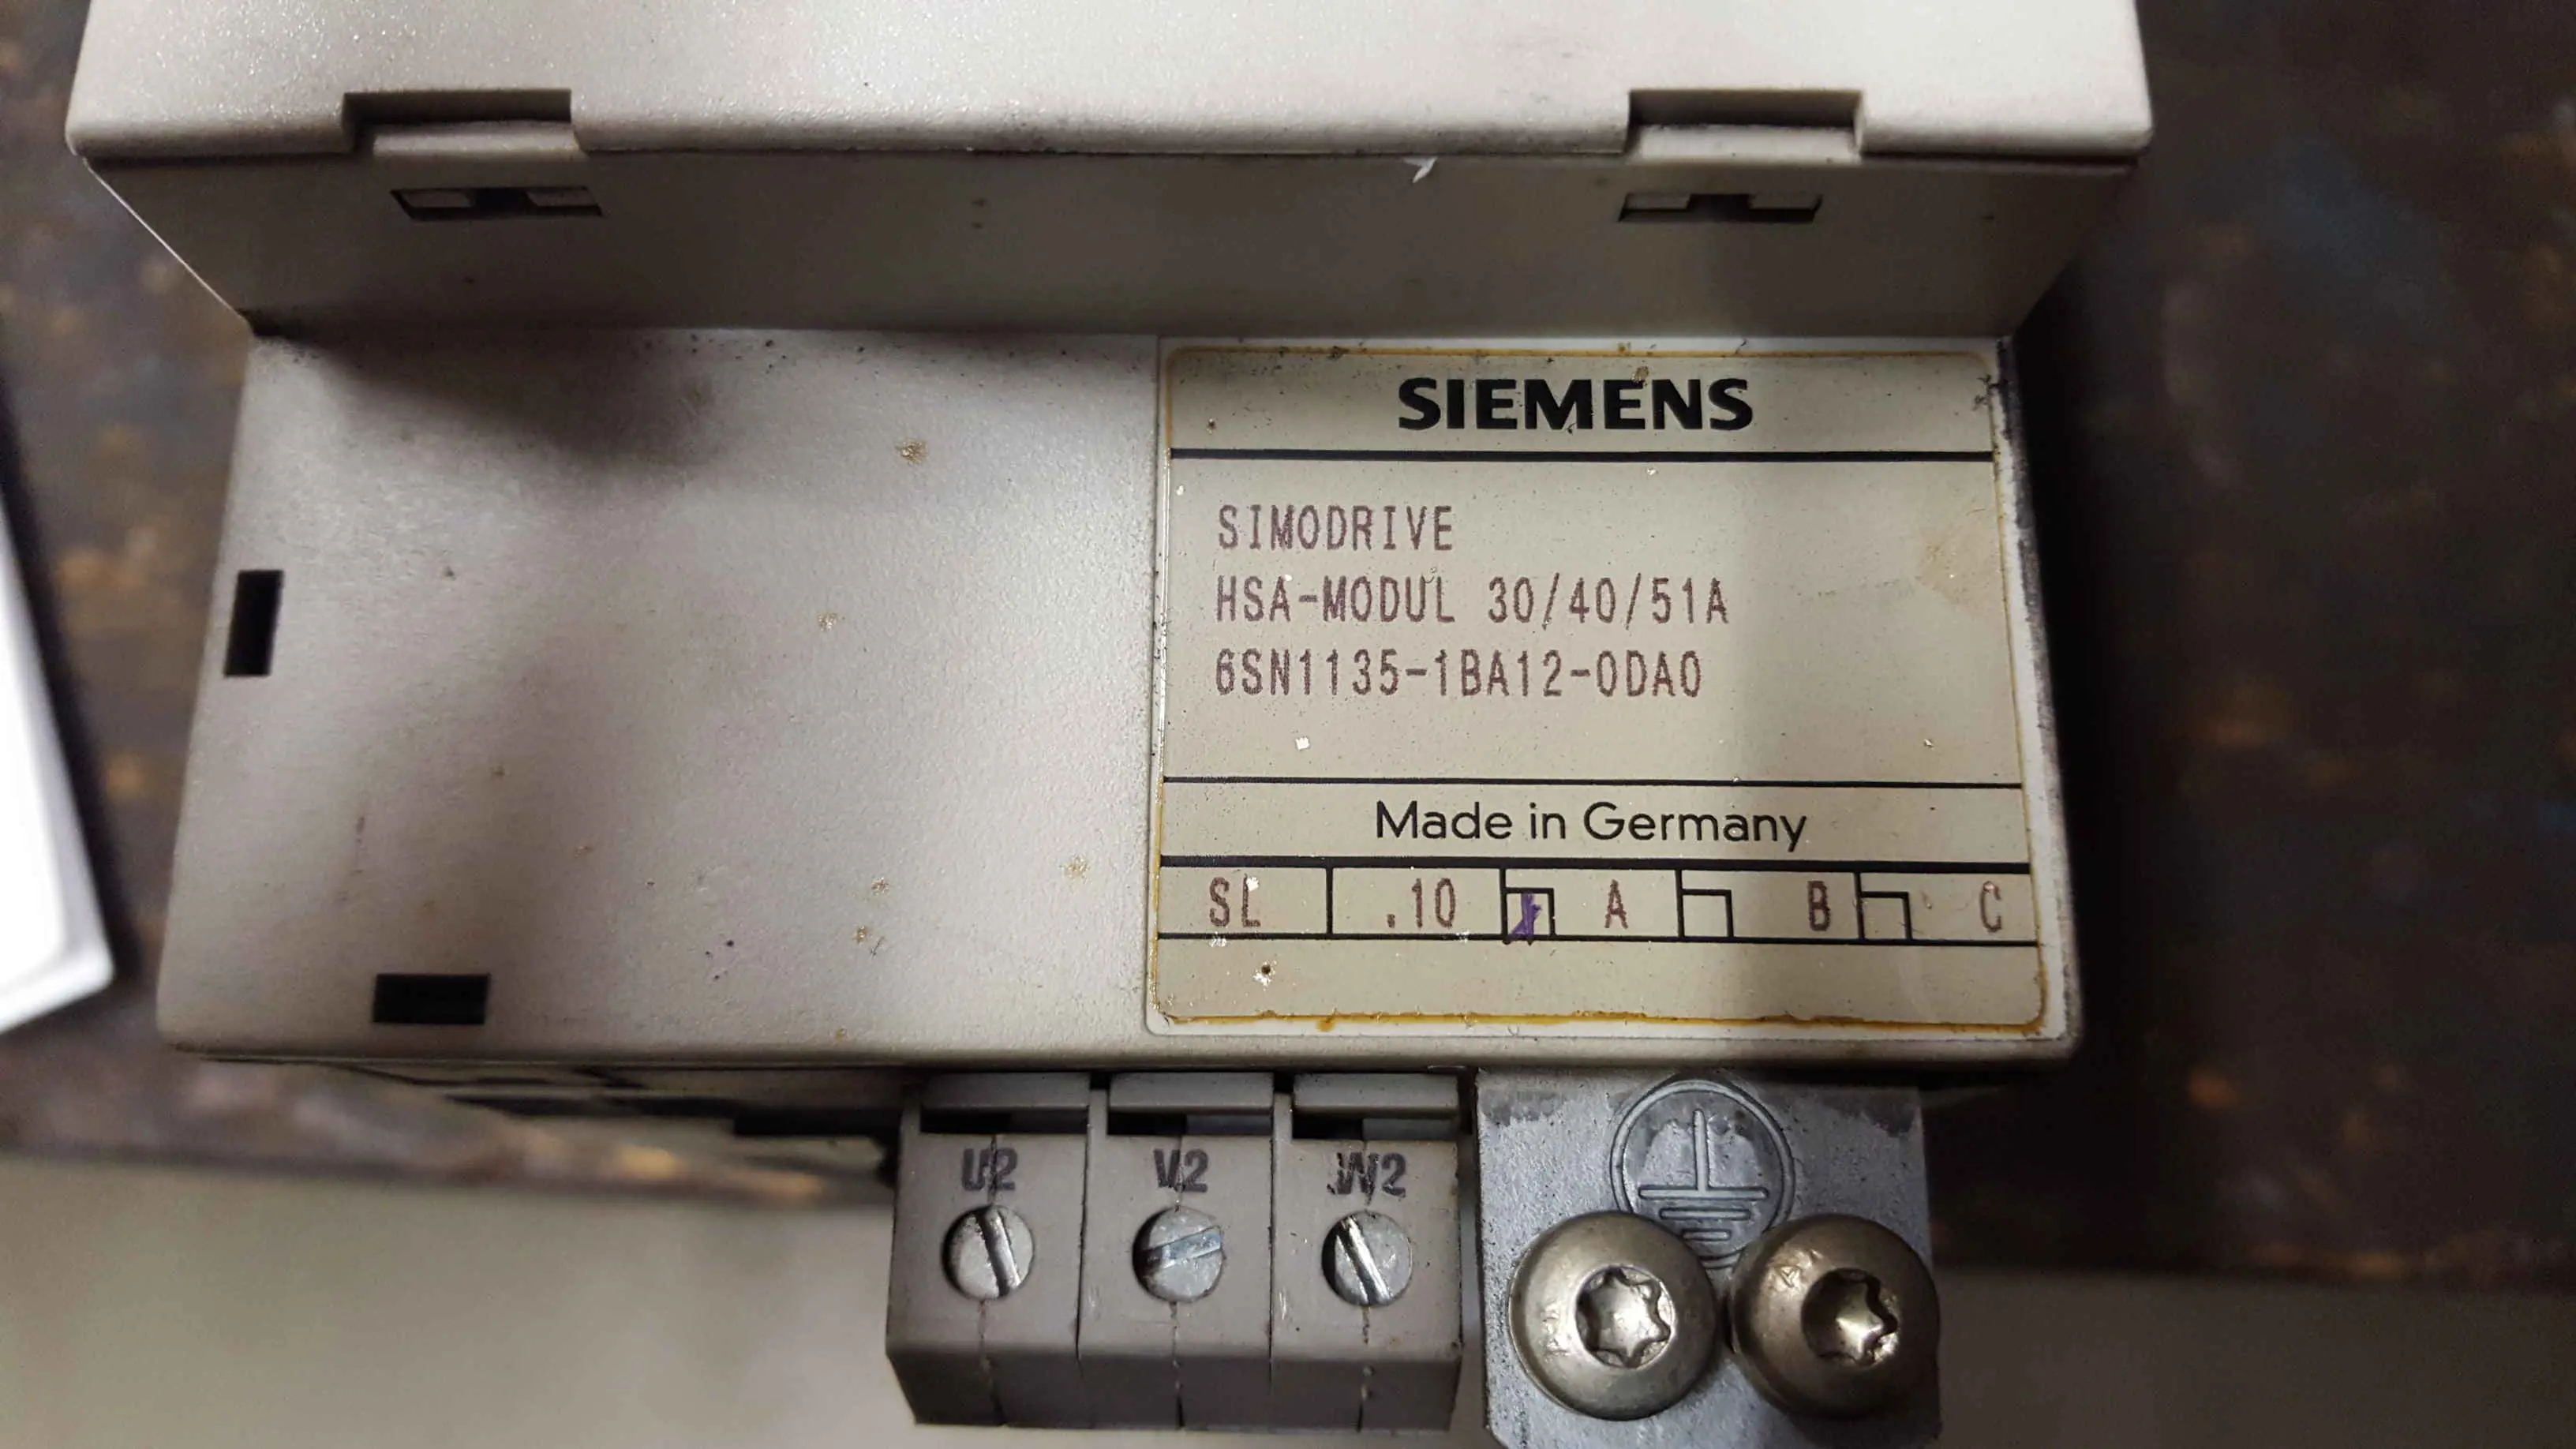 SIEMENS
SIMODRIVE
HSA-MODUL 30/40/51A
6SN1135-1BA12-0DA0
Made in Germany
SL .10 A B C
U2 V2 W2